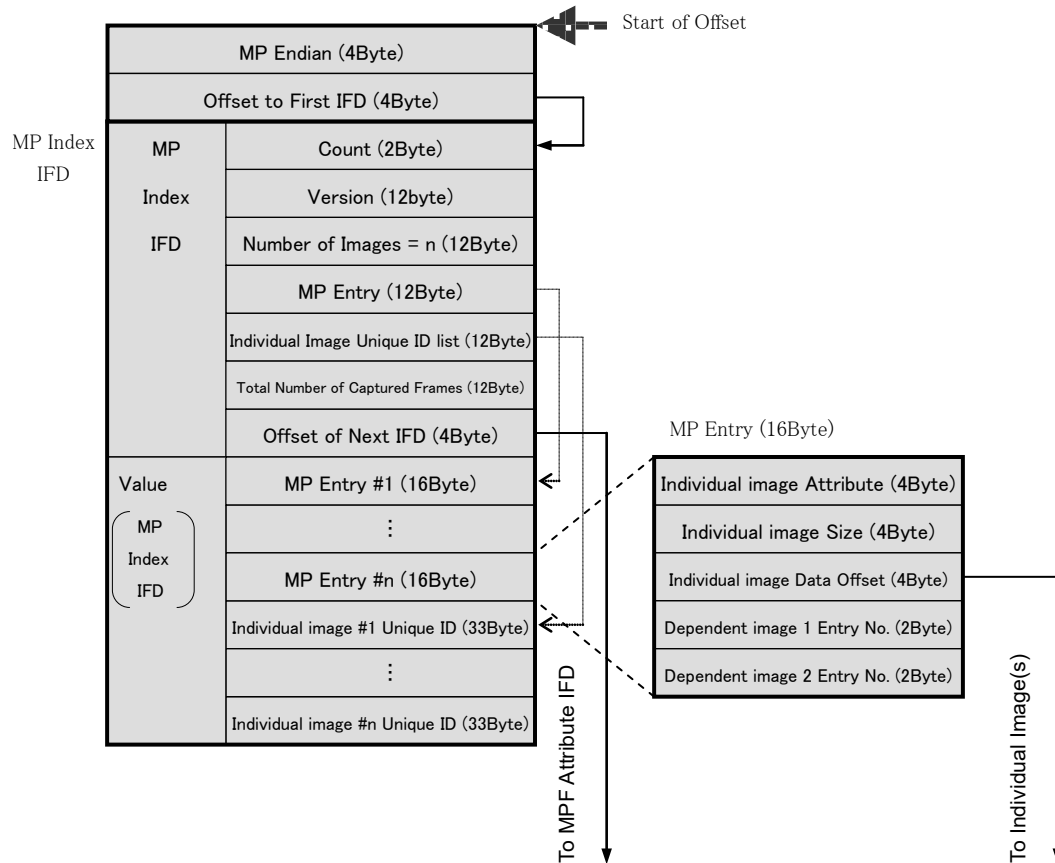 Start of Offset
MP Endian (4Byte)
Offset to First IFD (4Byte)
MP Index
IFD
MP
Index
IFD
Count (2Byte)
Version (12byte)
Number of Images = n (12Byte)
MP Entry (12Byte)
Individual Image Unique ID list (12Byte)
Total Number of Captured Frames (12Byte)
Offset of Next IFD (4Byte)
Value
MP
Index
IFD
MP Entry #1 (16Byte)
⋮
MP Entry #n (16Byte)
Individual image #1 Unique ID (33Byte)
⋮
Individual image #n Unique ID (33Byte)
To MPF Attribute IFD
MP Entry (16Byte)
Individual image Attribute (4Byte)
Individual image Size (4Byte)
Individual image Data Offset (4Byte)
Dependent image 1 Entry No. (2Byte)
Dependent image 2 Entry No. (2Byte)
To Individual Image(s)